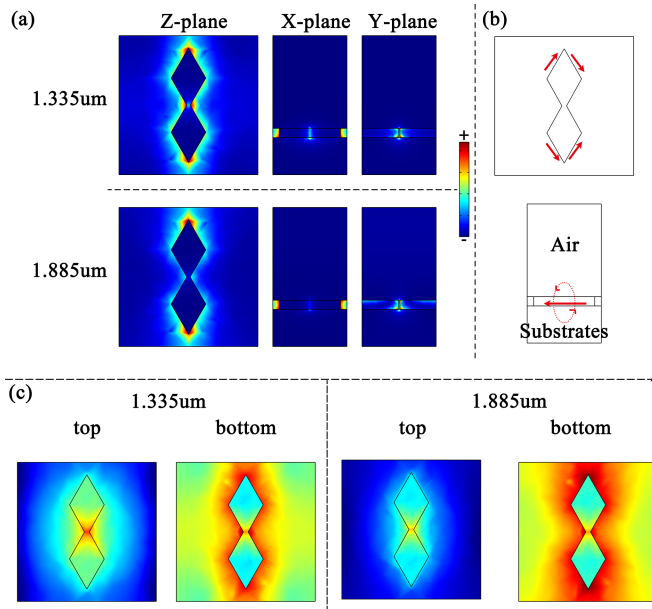 (a)
Z-plane
X-plane
Y-plane
(b)
1.335um
+
-
1.885um
Air
Substrates
(c)
1.335um
1.885um
top
bottom
top
bottom